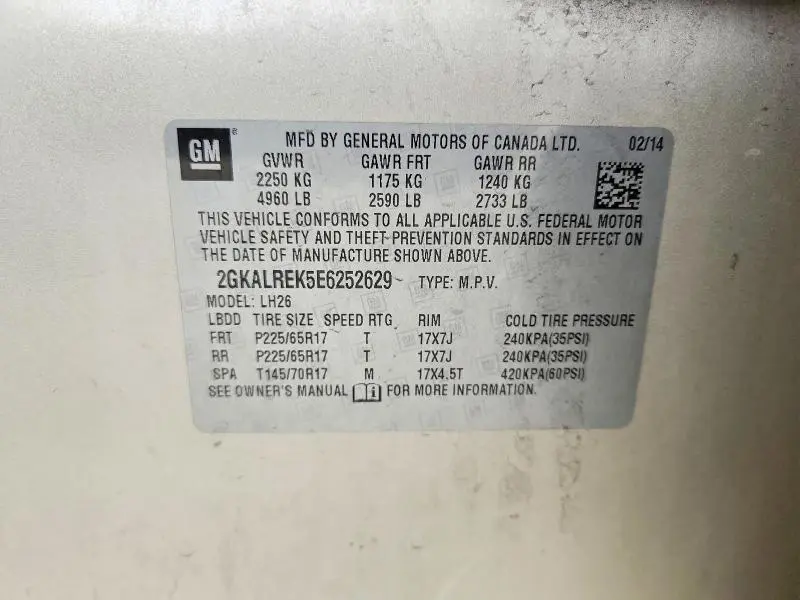 GM ® MFD BY GENERAL MOTORS OF CANADA LTD. 02/14
GVWR GAWR FRT GAWR RR
2250 KG 1175 KG 1240 KG
4960 LB 2590 LB 2733 LB
THIS VEHICLE CONFORMS TO ALL APPLICABLE U.S. FEDERAL MOTOR
VEHICLE SAFETY AND THEFT PREVENTION STANDARDS IN EFFECT ON
THE DATE OF MANUFACTURE SHOWN ABOVE.
2GKALREK5E6252629 TYPE: M.P.V.
MODEL: LH26
LBDD TIRE SIZE SPEED RTG RIM COLD TIRE PRESSURE
FRT P225/65R17 T 17X7J 240KPA(35PSI)
RR P225/65R17 T 17X7J 240KPA(35PSI)
SPA T145/70R17 M 17X4.5T 420KPA(60PSI)
SEE OWNER'S MANUAL FOR MORE INFORMATION.